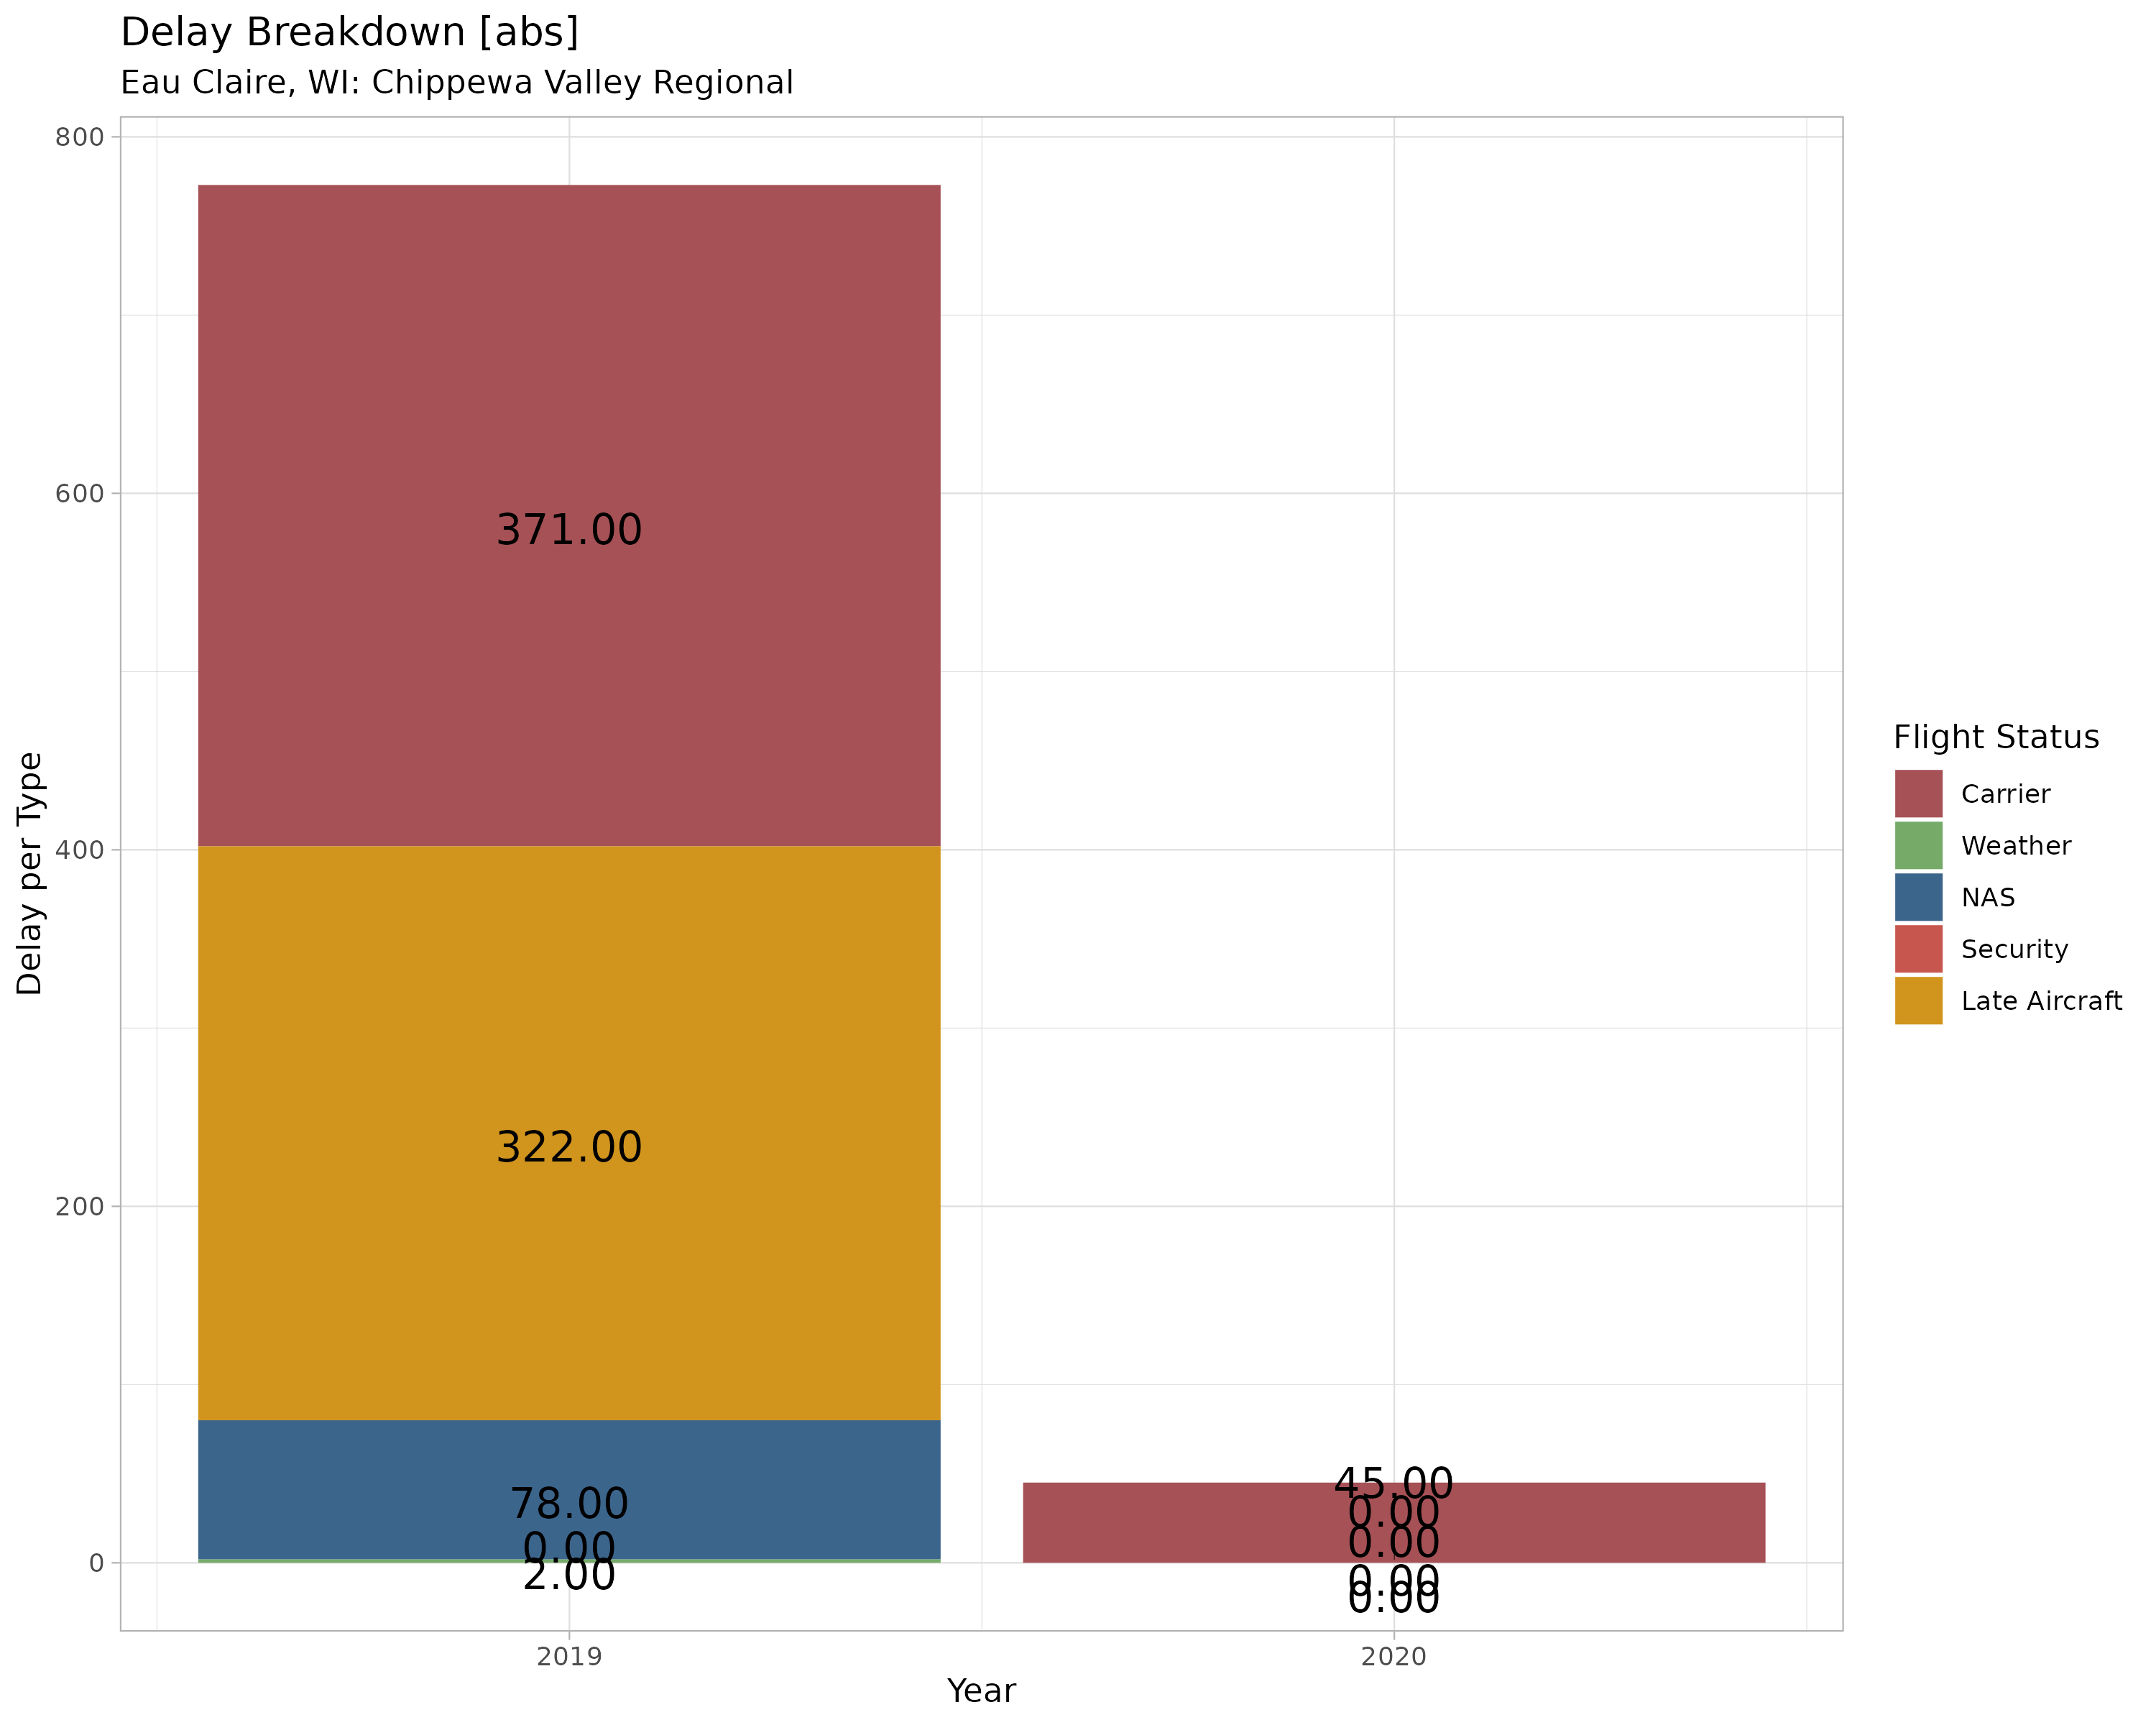 Delay Breakdown [abs]
Eau Claire, WI: Chippewa Valley Regional
800
600
400
200
0
Delay per Type
371.00
322.00
78.00
0.00
2.00
45.00
0.00
0.00
0.00
0.00
2019
2020
Year
Flight Status
Carrier
Weather
NAS
Security
Late Aircraft